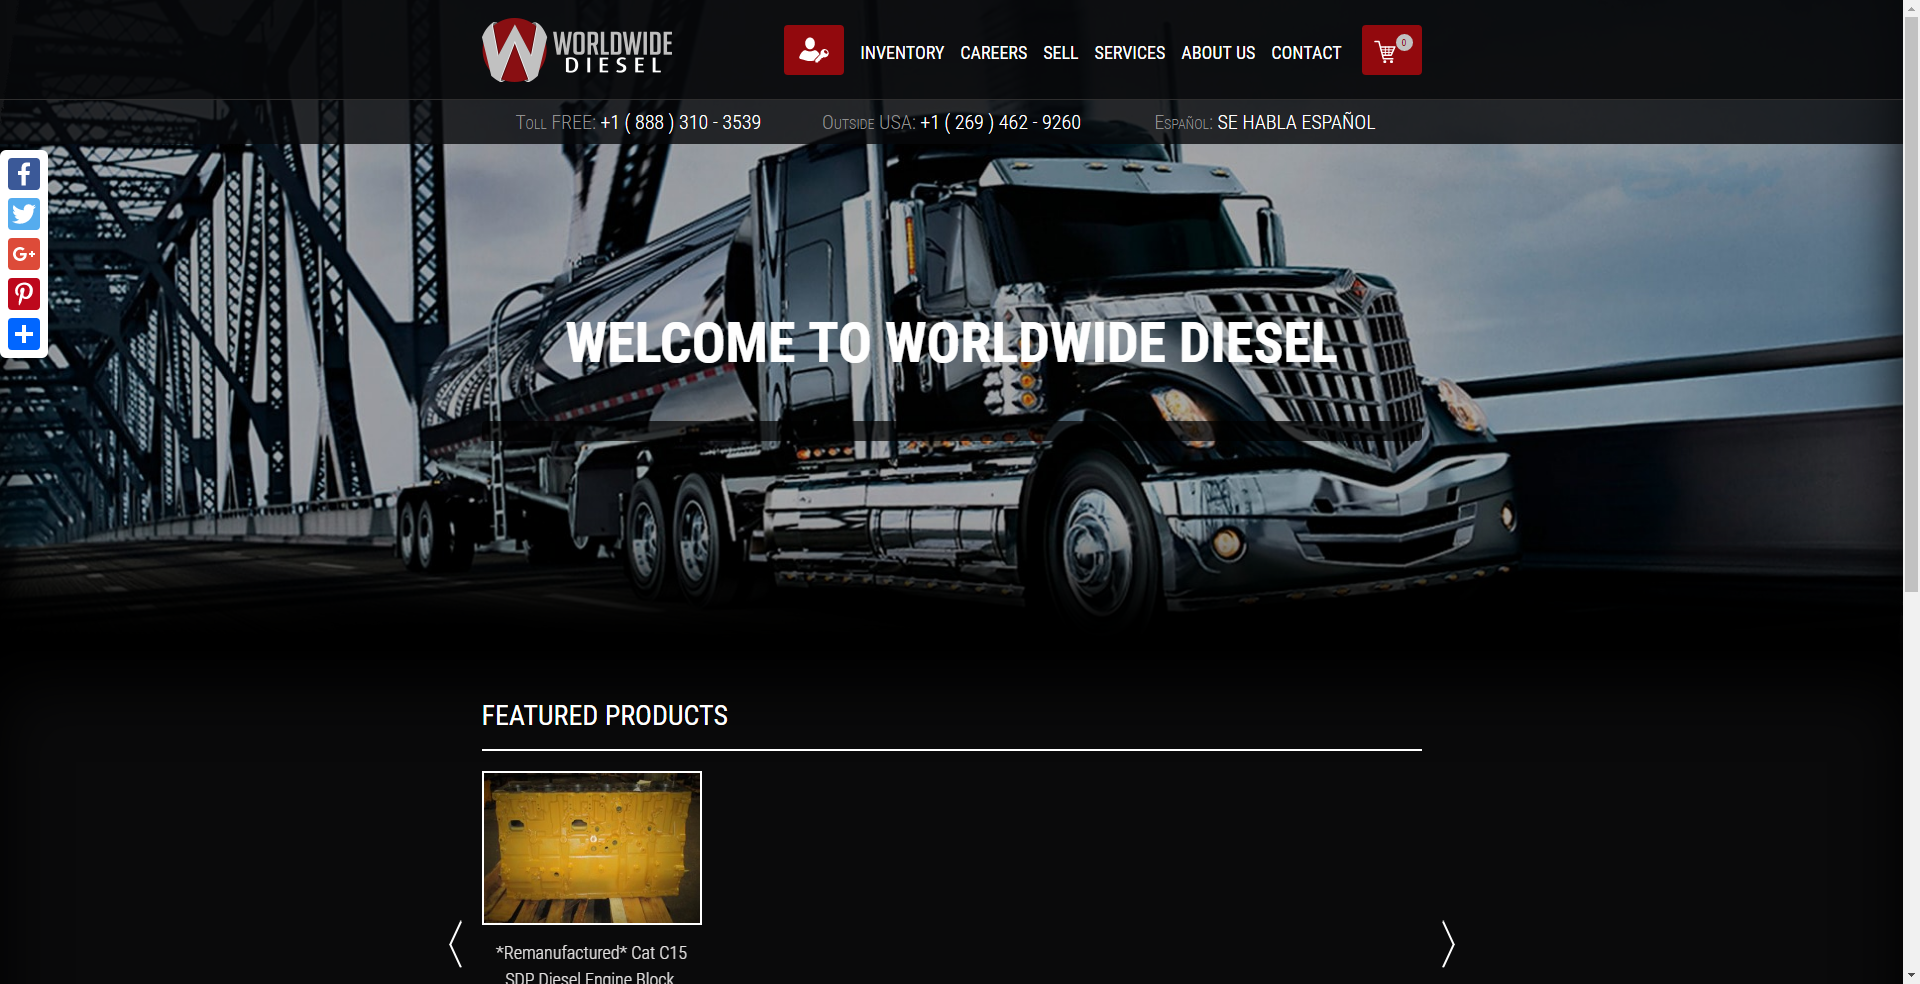 WORLDWIDE
DIESEL
INVENTORY CAREERS SELL SERVICES ABOUT US CONTACT 0
Toll FREE: +1 ( 888 ) 310 - 3539 Outside USA: +1 ( 269 ) 462 - 9260 Español: SE HABLA ESPAÑOL
WELCOME TO WORLDWIDE DIESEL
FEATURED PRODUCTS
*Remanufactured* Cat C15
SDP Diesel Engine Block